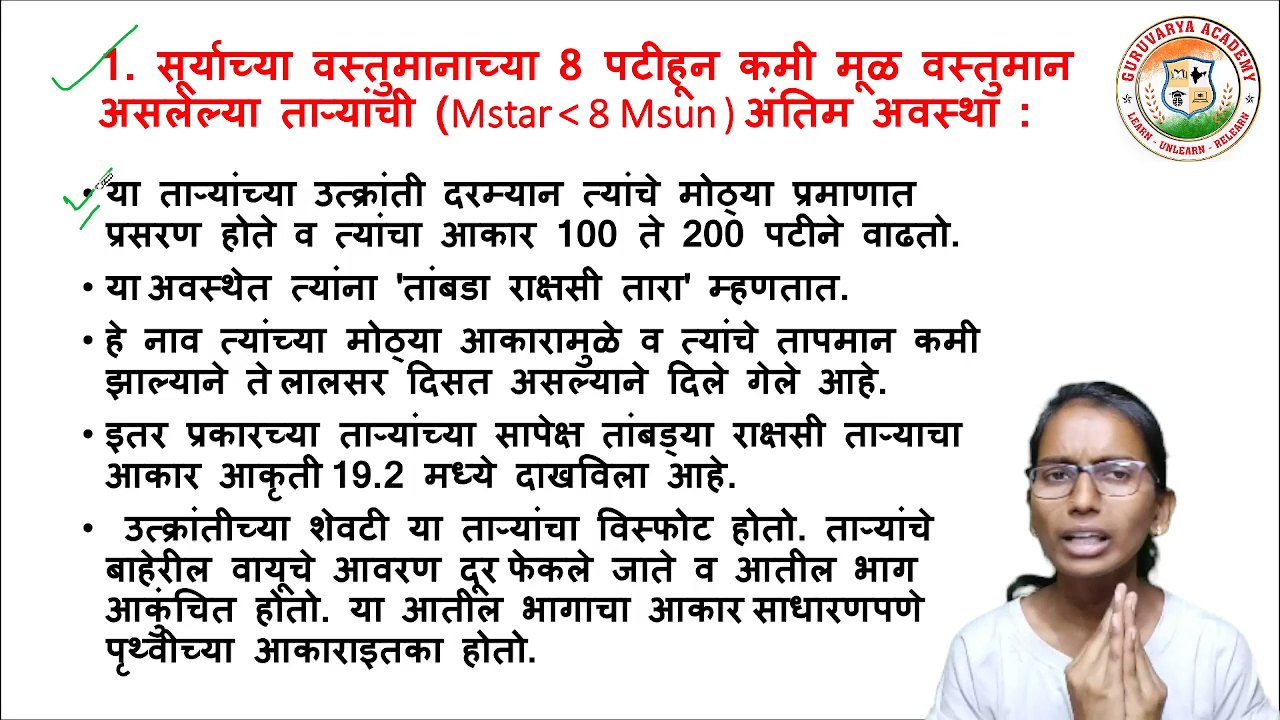 1. सूर्याच्या वस्तुमानाच्या 8 पटीहून कमी मूळ वस्तुमान
असलेल्या ताऱ्यांची (Mstar < 8 Msun) अंतिम अवस्था :
GURUVARYA ACADEMY
LEARN - UNLEARN - RELEARN
• या ताऱ्यांच्या उत्क्रांती दरम्यान त्यांचे मोठ्या प्रमाणात
प्रसरण होते व त्यांचा आकार 100 ते 200 पटीने वाढतो.
• या अवस्थेत त्यांना 'तांबडा राक्षसी तारा' म्हणतात.
• हे नाव त्यांच्या मोठ्या आकारामुळे व त्यांचे तापमान कमी
झाल्याने ते लालसर दिसत असल्याने दिले गेले आहे.
• इतर प्रकारच्या ताऱ्यांच्या सापेक्ष तांबड्या राक्षसी ताऱ्याचा
आकार आकृती 19.2 मध्ये दाखविला आहे.
• उत्क्रांतीच्या शेवटी या ताऱ्यांचा विस्फोट होतो. ताऱ्यांचे
बाहेरील वायूचे आवरण दूर फेकले जाते व आतील भाग
आकुंचित होतो. या आतील भागाचा आकार साधारणपणे
पृथ्वीच्या आकाराइतका होतो.